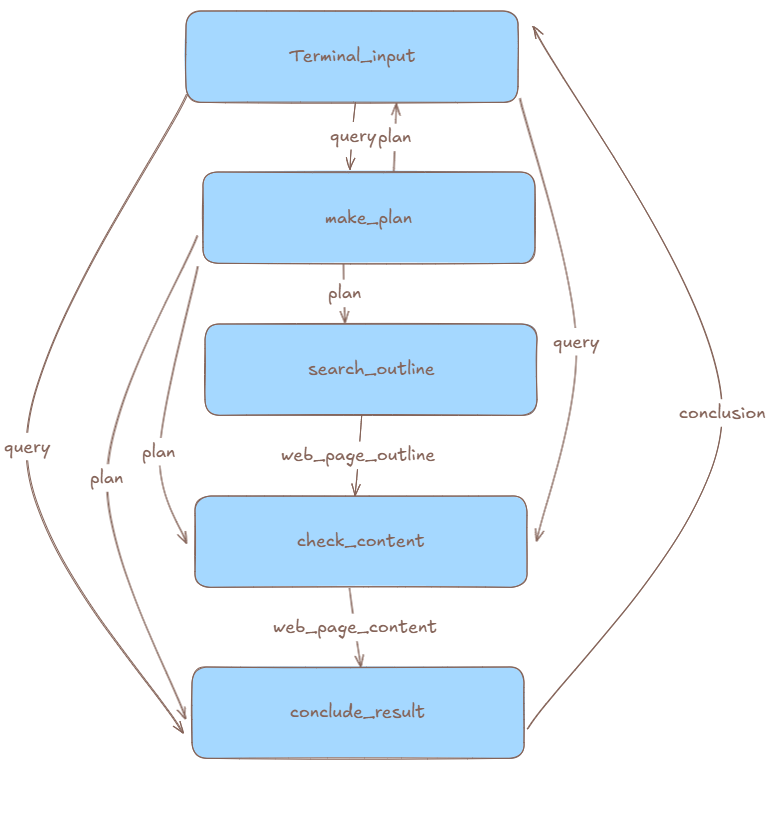 Terminal_input
query
plan
make_plan
plan
query
search_outline
conclusion
query
plan
web_page_outline
plan
check_content
web_page_content
conclude_result